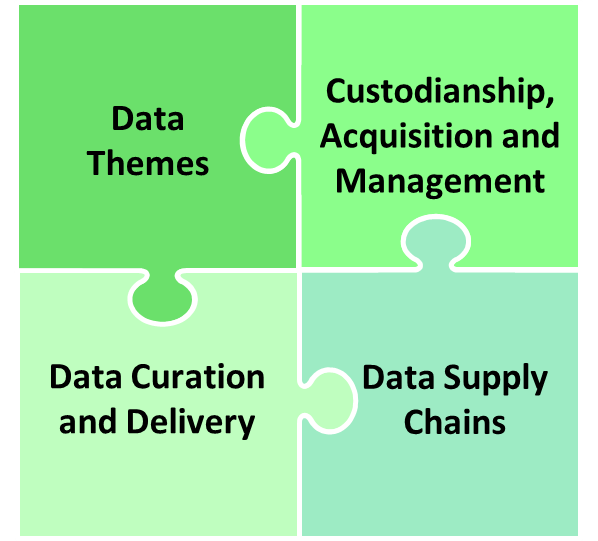 Data
Themes
Custodianship,
Acquisition and
Management
Data Curation
and Delivery
Data Supply
Chains